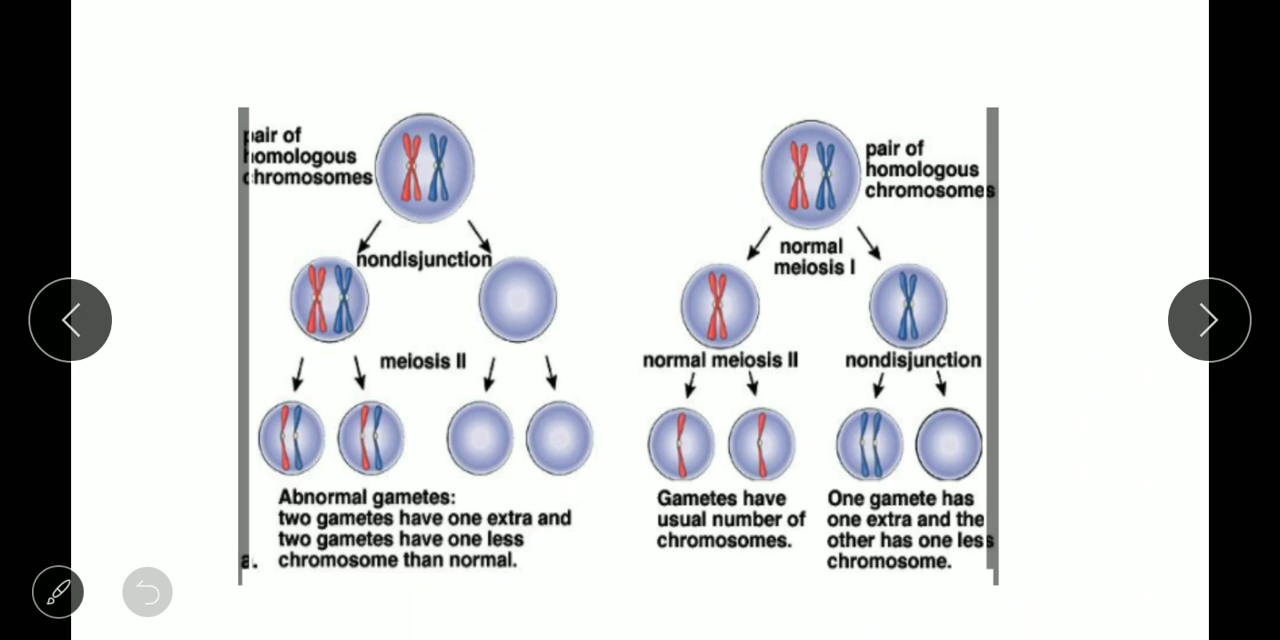 pair of
homologous
chromosomes
nondisjunction
meiosis II
Abnormal gametes:
two gametes have one extra and
two gametes have one less
chromosome than normal.
a.
pair of
homologous
chromosomes
normal
meiosis I
normal meiosis II
nondisjunction
Gametes have
usual number of
chromosomes.
One gamete has
one extra and the
other has one less
chromosome.